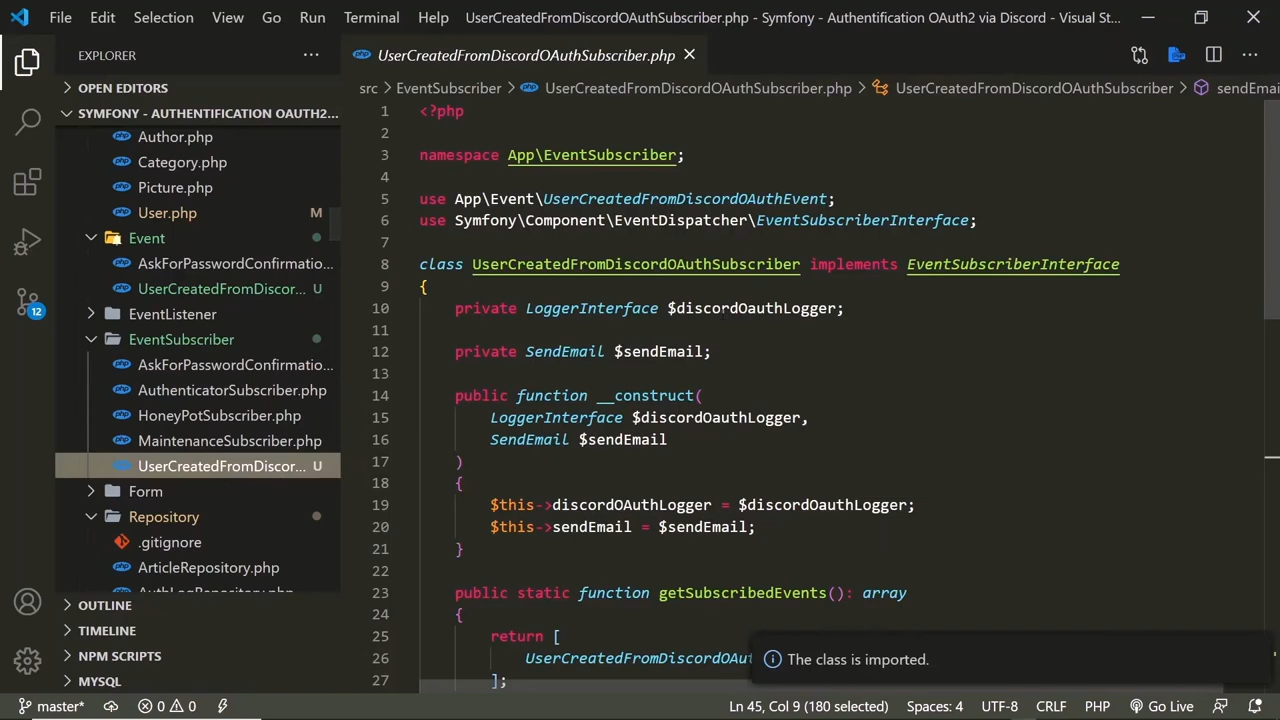 File Edit Selection View Go Run Terminal Help UserCreatedFromDiscordOAuthSubscriber.php - Symfony - Authentification OAuth2 via Discord - Visual St...
EXPLORER
OPEN EDITORS
SYMFONY - AUTHENTIFICATION OAUTH2...
Author.php
Category.php
Picture.php
User.php M
Event
AskForPasswordConfirmatio...
UserCreatedFromDiscor... U
EventListener
EventSubscriber
AskForPasswordConfirmatio...
AuthenticatorSubscriber.php
HoneyPotSubscriber.php
MaintenanceSubscriber.php
UserCreatedFromDiscor... U
Form
Repository
.gitignore
ArticleRepository.php
AuthLogRepository.php
OUTLINE
TIMELINE
NPM SCRIPTS
MYSQL
12
UserCreatedFromDiscordOAuthSubscriber.php
src > EventSubscriber > UserCreatedFromDiscordOAuthSubscriber.php > UserCreatedFromDiscordOAuthSubscriber > sendEmai
1 <?php
2
3 namespace App\EventSubscriber;
4
5 use App\Event\UserCreatedFromDiscordOAuthEvent;
6 use Symfony\Component\EventDispatcher\EventSubscriberInterface;
7
8 class UserCreatedFromDiscordOAuthSubscriber implements EventSubscriberInterface
9 {
10 private LoggerInterface $discordOauthLogger;
11
12 private SendEmail $sendEmail;
13
14 public function __construct(
15 LoggerInterface $discordOauthLogger,
16 SendEmail $sendEmail
17 )
18 {
19 $this->discordOAuthLogger = $discordOauthLogger;
20 $this->sendEmail = $sendEmail;
21 }
22
23 public static function getSubscribedEvents(): array
24 {
25 return [
26 UserCreatedFromDiscordOAut
27 ];
The class is imported.
master* 0 0 Ln 45, Col 9 (180 selected) Spaces: 4 UTF-8 CRLF PHP Go Live